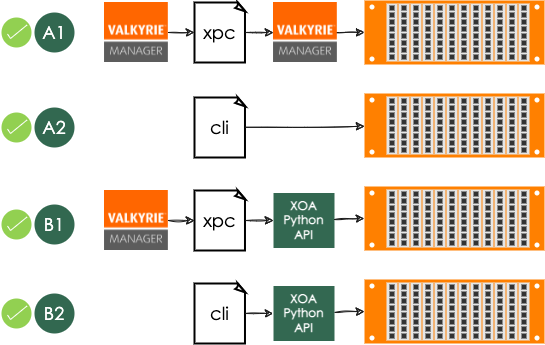 A1
VALKYRIE
MANAGER
xpc
VALKYRIE
MANAGER
A2
cli
B1
VALKYRIE
MANAGER
xpc
XOA
Python
API
B2
cli
XOA
Python
API